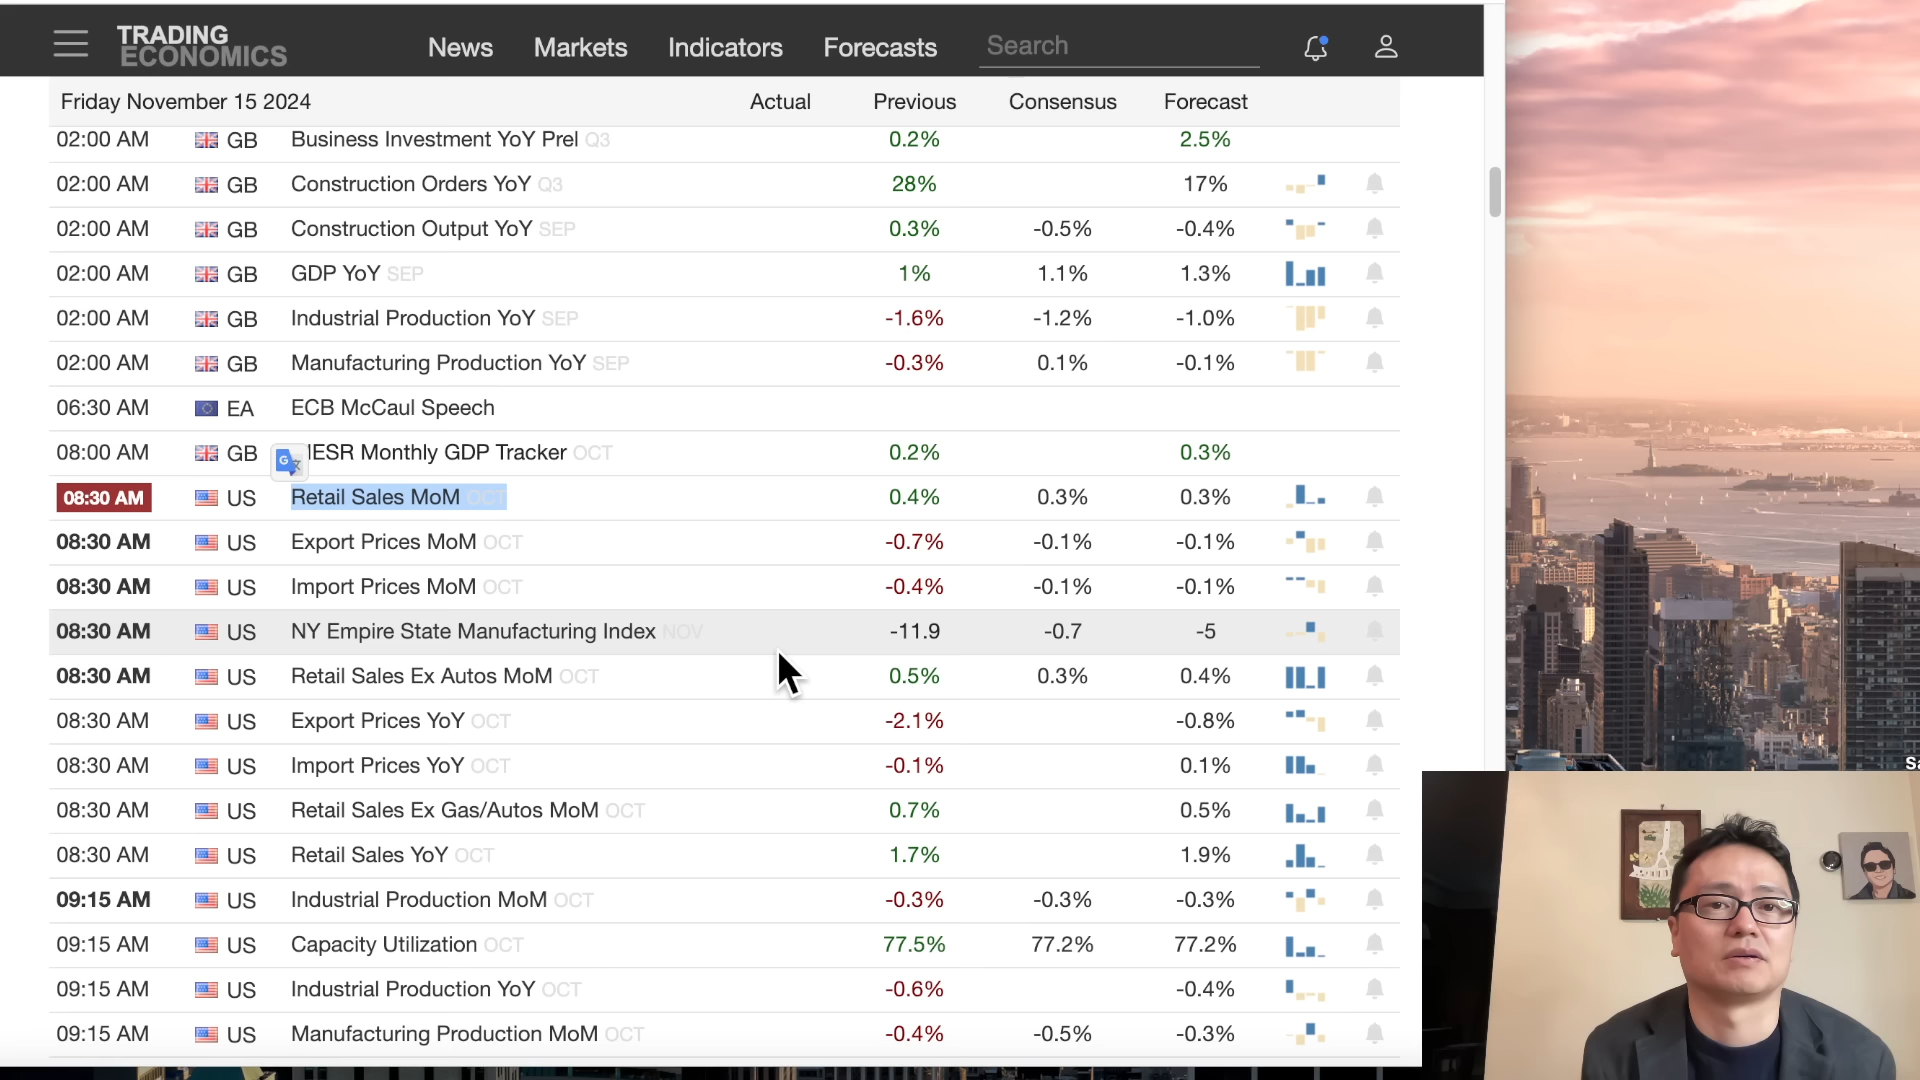 TRADING
ECONOMICS
News Markets Indicators Forecasts Search
Friday November 15 2024 Actual Previous Consensus Forecast
02:00 AM GB Business Investment YoY Prel Q3 0.2% 2.5%
02:00 AM GB Construction Orders YoY Q3 28% 17%
02:00 AM GB Construction Output YoY SEP 0.3% -0.5% -0.4%
02:00 AM GB GDP YoY SEP 1% 1.1% 1.3%
02:00 AM GB Industrial Production YoY SEP -1.6% -1.2% -1.0%
02:00 AM GB Manufacturing Production YoY SEP -0.3% 0.1% -0.1%
06:30 AM EA ECB McCaul Speech
08:00 AM GB IESR Monthly GDP Tracker OCT 0.2% 0.3%
08:30 AM US Retail Sales MoM OCT 0.4% 0.3% 0.3%
08:30 AM US Export Prices MoM OCT -0.7% -0.1% -0.1%
08:30 AM US Import Prices MoM OCT -0.4% -0.1% -0.1%
08:30 AM US NY Empire State Manufacturing Index NOV -11.9 -0.7 -5
08:30 AM US Retail Sales Ex Autos MoM OCT 0.5% 0.3% 0.4%
08:30 AM US Export Prices YoY OCT -2.1% -0.8%
08:30 AM US Import Prices YoY OCT -0.1% 0.1%
08:30 AM US Retail Sales Ex Gas/Autos MoM OCT 0.7% 0.5%
08:30 AM US Retail Sales YoY OCT 1.7% 1.9%
09:15 AM US Industrial Production MoM OCT -0.3% -0.3% -0.3%
09:15 AM US Capacity Utilization OCT 77.5% 77.2% 77.2%
09:15 AM US Industrial Production YoY OCT -0.6% -0.4%
09:15 AM US Manufacturing Production MoM OCT -0.4% -0.5% -0.3%